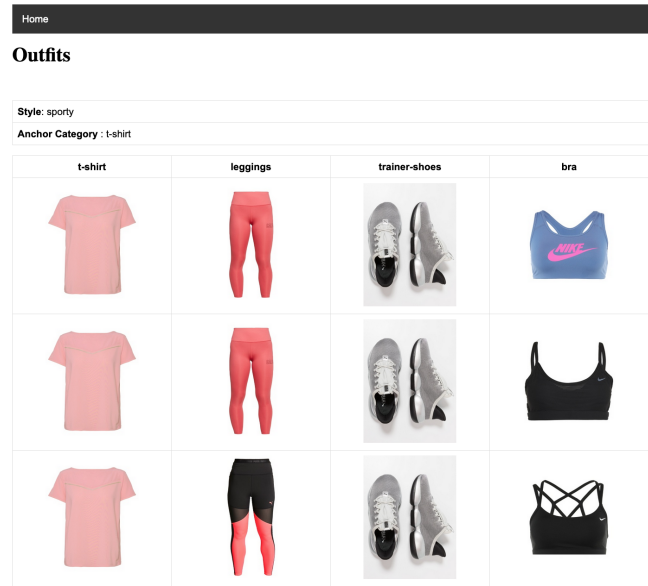 Home
Outfits
Style: sporty
Anchor Category : t-shirt
t-shirt leggings trainer-shoes bra
NIKE